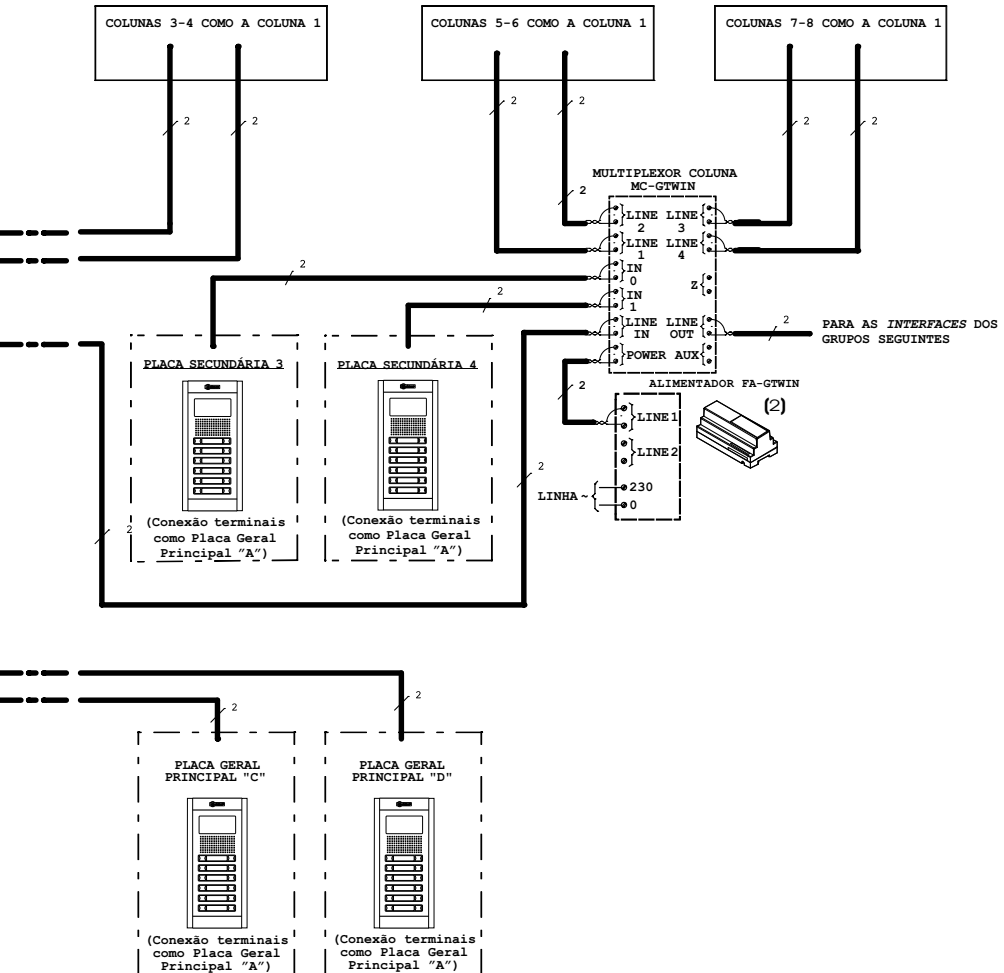 COLUNAS 3-4 COMO A COLUNA 1
COLUNAS 5-6 COMO A COLUNA 1
COLUNAS 7-8 COMO A COLUNA 1
2
2
2
2
2
2
MULTIPLEXOR COLUNA
MC-GTWIN
2
LINE 2
LINE 3
LINE 1
LINE 4
IN 0
Z
IN 1
LINE IN
LINE OUT
POWER
AUX
2
2
2
PARA AS INTERFACES DOS
GRUPOS SEGUINTES
2
ALIMENTADOR FA-GTWIN
(2)
LINE1
LINE2
LINHA ~
230
0
2
2
PLACA SECUNDÁRIA 3
(Conexão terminais
como Placa Geral
Principal "A")
PLACA SECUNDÁRIA 4
(Conexão terminais
como Placa Geral
Principal "A")
2
2
PLACA GERAL
PRINCIPAL "C"
(Conexão terminais
como Placa Geral
Principal "A")
PLACA GERAL
PRINCIPAL "D"
(Conexão terminais
como Placa Geral
Principal "A")